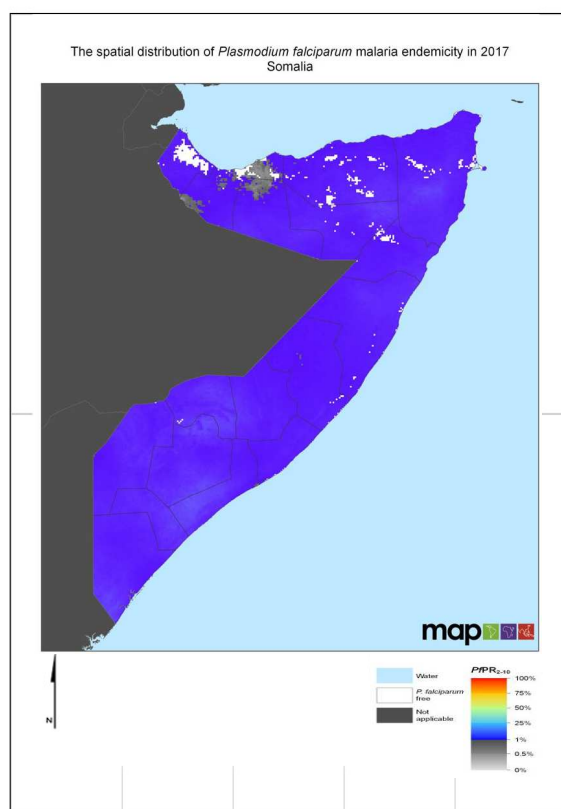 The spatial distribution of Plasmodium falciparum malaria endemicity in 2017
Somalia
map
N
Water
P. falciparum
free
Not
applicable
PfPR2-10
100%
75%
50%
25%
1%
0.5%
0%